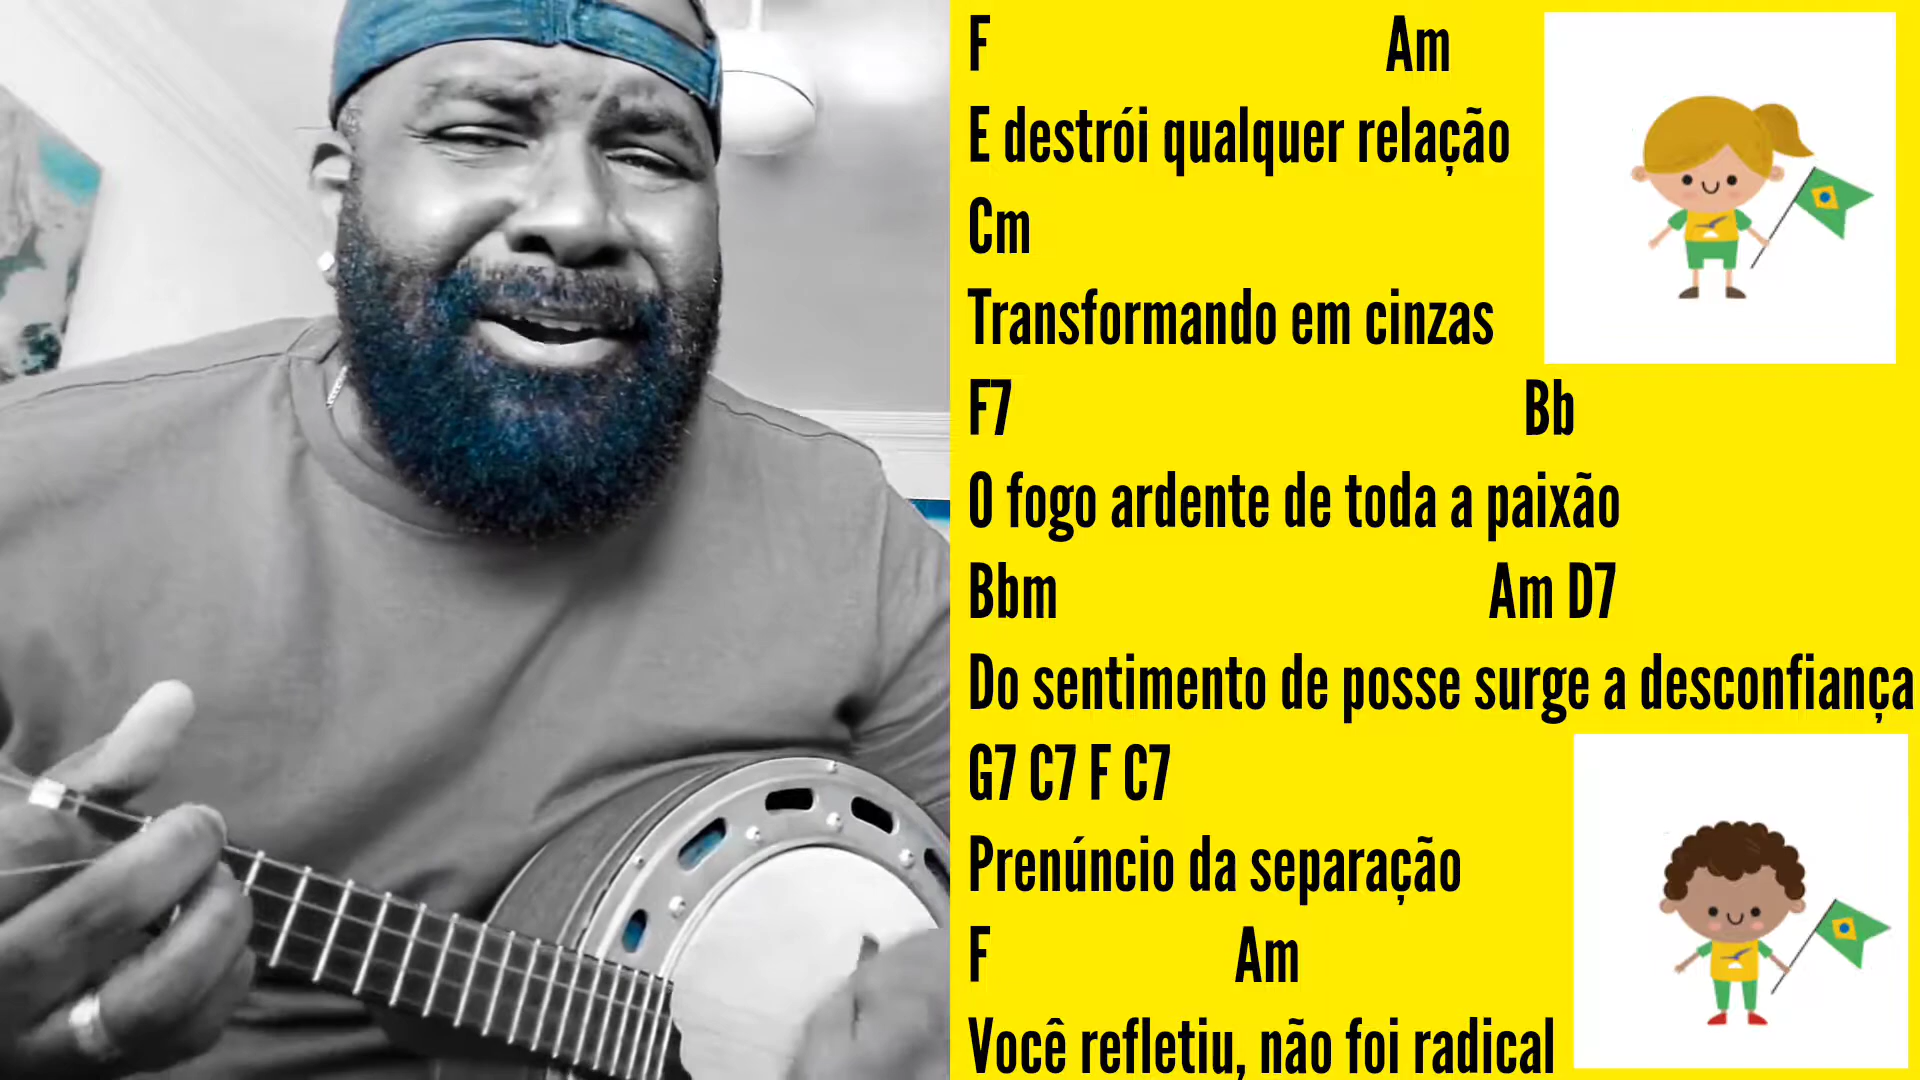 F Am
E destrói qualquer relação
Cm
Transformando em cinzas
F7 Bb
O fogo ardente de toda a paixão
Bbm Am D7
Do sentimento de posse surge a desconfiança
G7 C7 F C7
Prenúncio da separação
F Am
Você refletiu, não foi radical